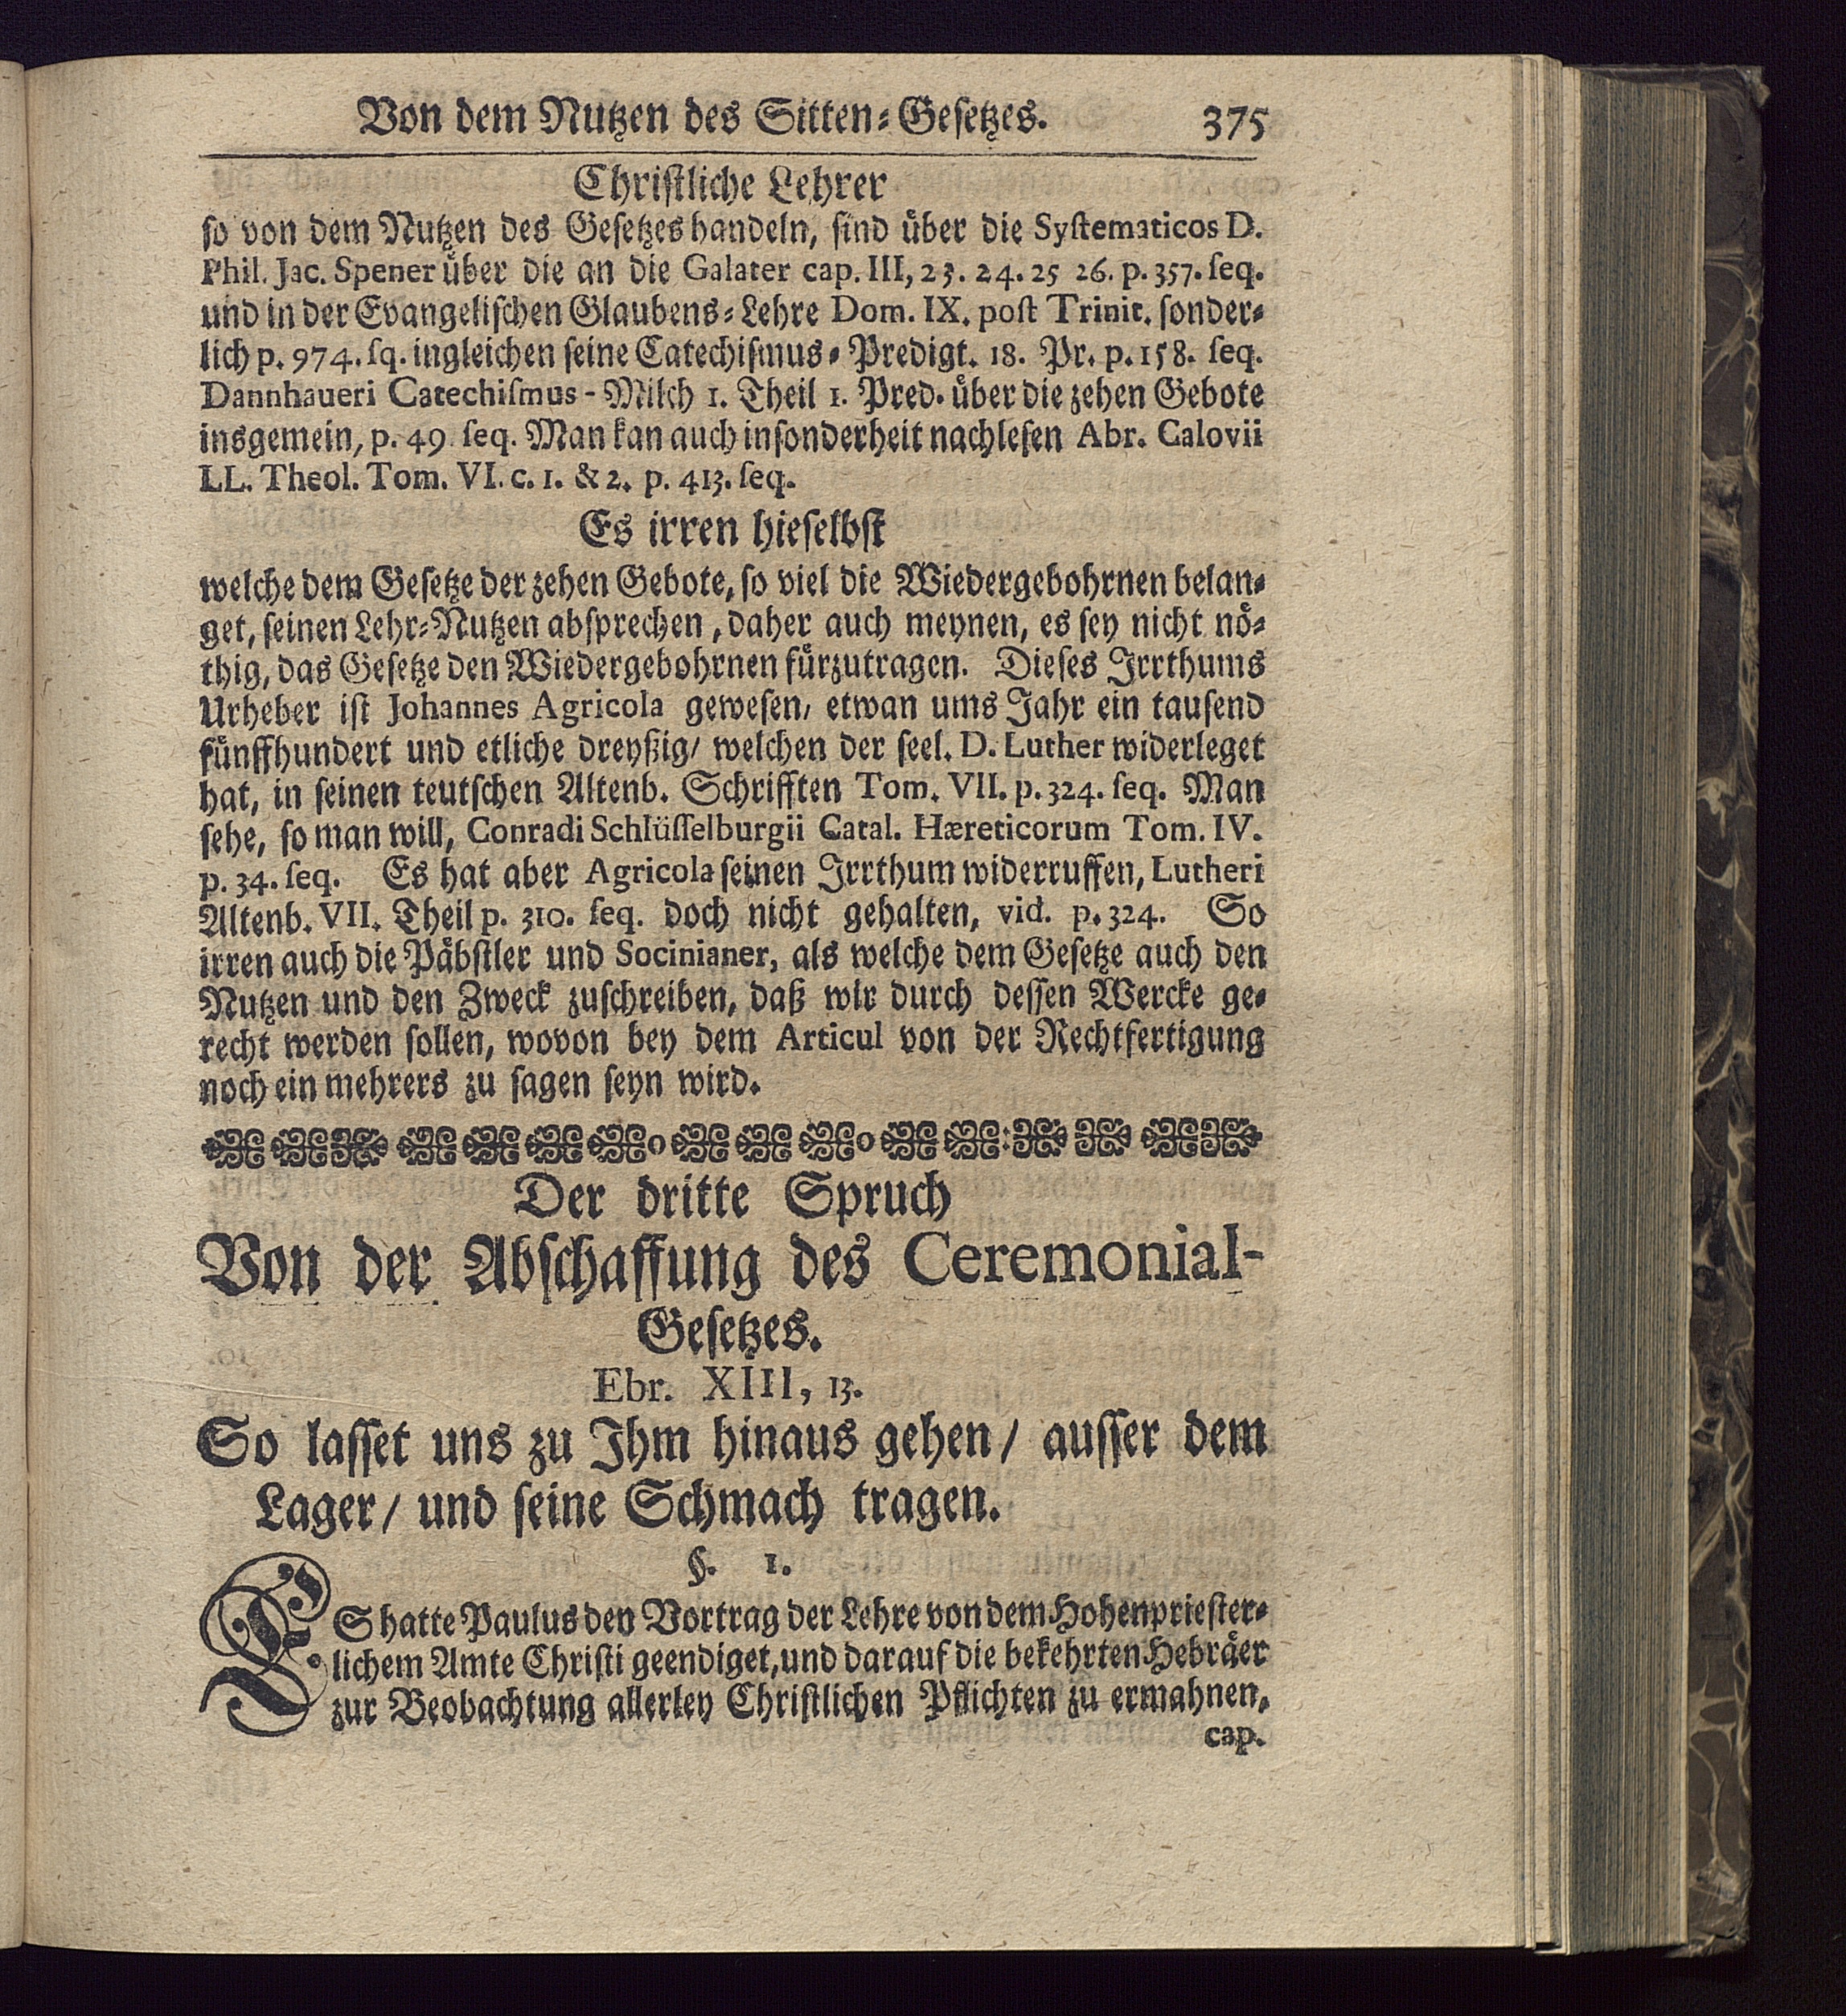 Von dem Nutzen des Sitten-Gesetzes. 375
Christliche Lehrer
so von dem Nutzen des Gesetzes handeln, sind über die Systematicos D.
Phil. Jac. Spener über die an die Galater cap. III, 23. 24. 25 26. p. 357. seq.
und in der Evangelischen Glaubens-Lehre Dom. IX. post Trinit. sonder-
lich p. 974. sq. ingleichen seine Catechismus-Predigt. 18. Pr. p. 158. seq.
Dannhaueri Catechismus-Milch 1. Theil 1. Pred. über die zehen Gebote
insgemein, p. 49. seq. Man kan auch insonderheit nachlesen Abr. Calovii
LL. Theol. Tom. VI. c. 1. & 2. p. 413. seq.
Es irren hieselbst
welche dem Gesetze der zehen Gebote, so viel die Wiedergebohrnen belan-
get, seinen Lehr-Nutzen absprechen, daher auch meynen, es sey nicht nö-
thig, das Gesetze den Wiedergebohrnen fürzutragen. Dieses Irrthums
Urheber ist Johannes Agricola gewesen, etwan ums Jahr ein tausend
fünffhundert und etliche dreyßig/ welchen der seel. D. Luther widerleget
hat, in seinen teutschen Altenb. Schrifften Tom. VII. p. 324. seq. Man
sehe, so man will, Conradi Schlüsselburgii Catal. Hæreticorum Tom. IV.
p. 34. seq. Es hat aber Agricola seinen Irrthum widerruffen, Lutheri
Altenb. VII. Theil p. 310. seq. doch nicht gehalten, vid. p. 324. So
irren auch die Päbstler und Socinianer, als welche dem Gesetze auch den
Nutzen und den Zweck zuschreiben, daß wir durch dessen Wercke ge-
recht werden sollen, wovon bey dem Articul von der Rechtfertigung
noch ein mehrers zu sagen seyn wird.
Der dritte Spruch
Von der Abschaffung des Ceremonial-
Gesetzes.
Ebr. XIII, 13.
So lasset uns zu Ihm hinaus gehen/ ausser dem
Lager/ und seine Schmach tragen.
§. 1.
ES hatte Paulus den Vortrag der Lehre von dem Hohenpriester-
lichem Amte Christi geendiget, und darauf die bekehrten Hebräer
zur Beobachtung allerley Christlichen Pflichten zu ermahnen,
cap.